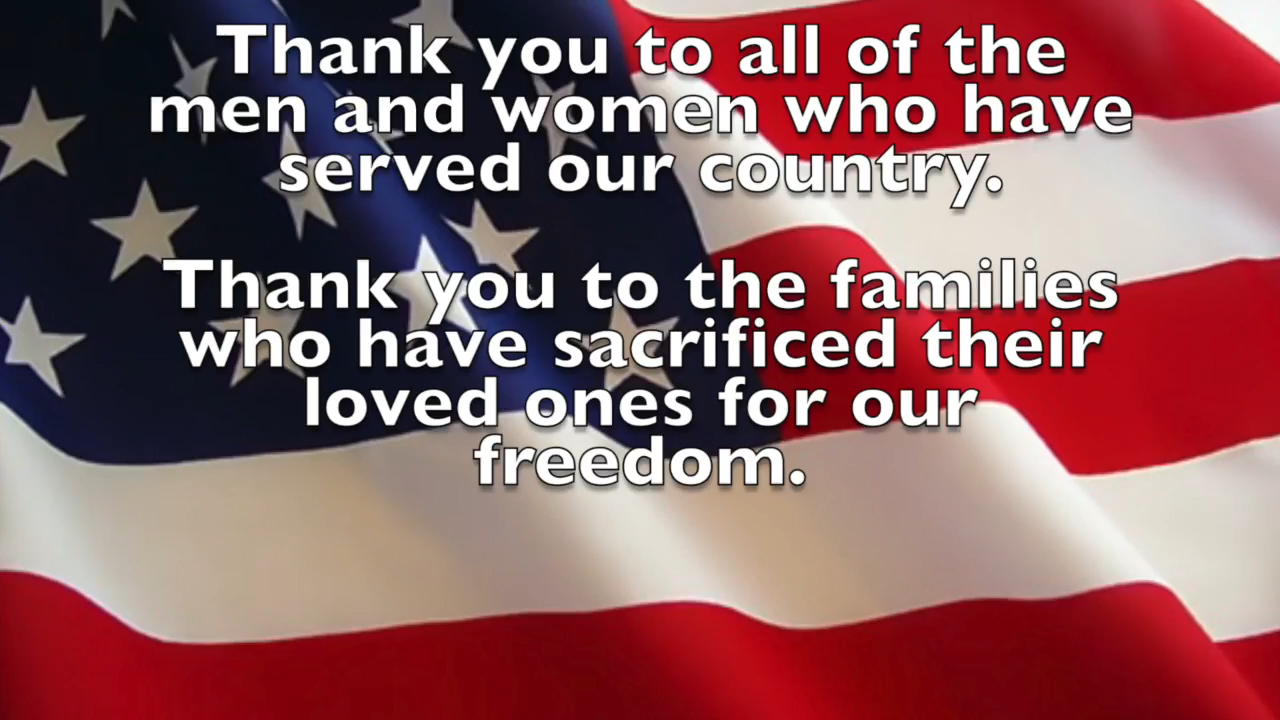 Thank you to all of the
men and women who have
served our country.
Thank you to the families
who have sacrificed their
loved ones for our
freedom.